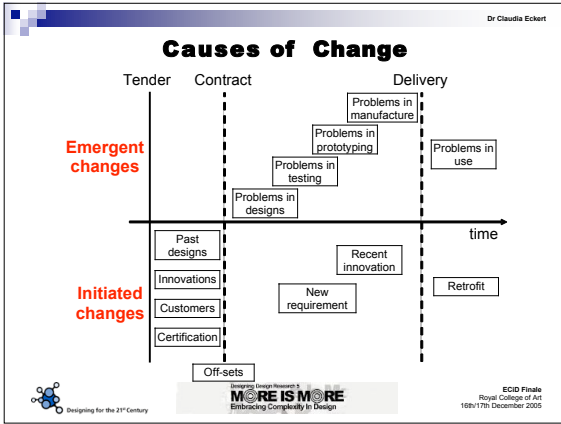 Dr Claudia Eckert
Causes of Change
Tender
Contract
Delivery
Emergent
changes
Problems in
manufacture
Problems in
prototyping
Problems in
testing
Problems in
designs
Problems in
use
time
Initiated
changes
Past
designs
Innovations
Customers
Certification
Off-sets
Recent
innovation
New
requirement
Retrofit
Designing for the 21st Century
Designing Design Research 5
MORE IS MORE
Embracing Complexity In Design
ECiD Finale
Royal College of Art
16th/17th December 2005